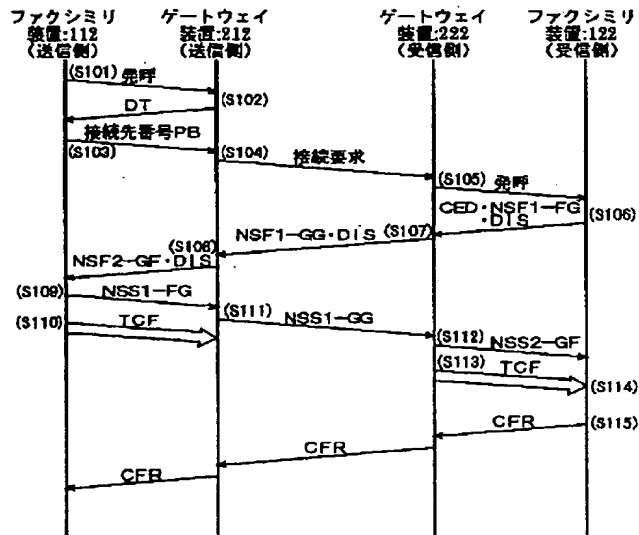 ファクシミリ
装置:112
(送信側)
ゲートウェイ
装置:212
(送信側)
ゲートウェイ
装置:222
(受信側)
ファクシミリ
装置:122
(受信側)
(S101) 発呼
DT (S102)
接続先番号PB
(S103)
(S104) 接続要求
(S105) 発呼
CED・NSF1-FG
・DIS (S106)
NSF1-GG・DIS (S107)
(S108)
NSF2-GF・DIS
(S109) NSS1-FG
(S110) TCF
(S111) NSS1-GG
(S112) NSS2-GF
(S113) TCF
(S114)
(S115)
CFR
CFR
CFR